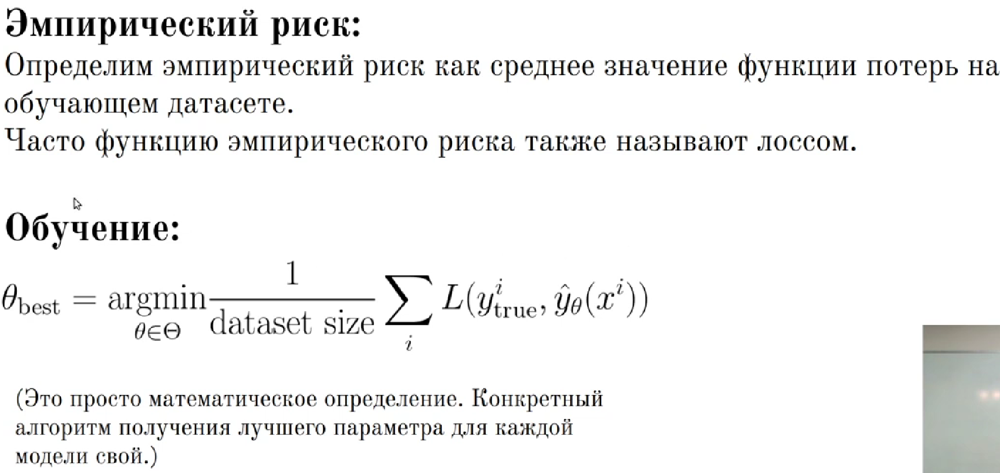 Эмпирический риск:
Определим эмпирический риск как среднее значение функции потерь на
обучающем датасете.
Часто функцию эмпирического риска также называют лоссом.
Обучение:
$\theta_{\text{best}} = \underset{\theta \in \Theta}{\text{argmin}} \frac{1}{\text{dataset size}} \sum_{i} L(y^i_{\text{true}}, \hat{y}_\theta(x^i))$
(Это просто математическое определение. Конкретный
алгоритм получения лучшего параметра для каждой
модели свой.)